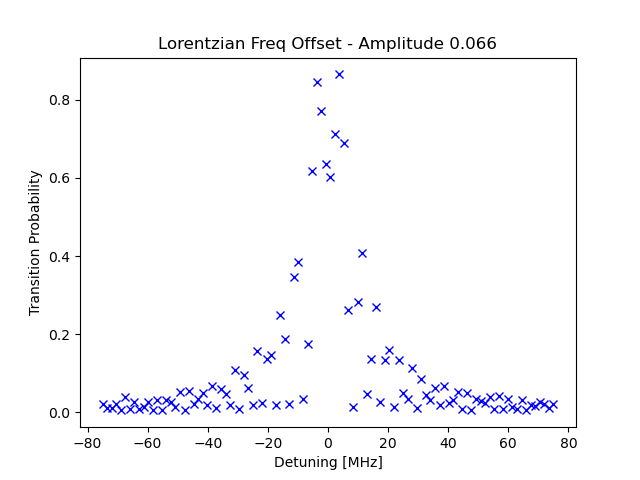 Lorentzian Freq Offset - Amplitude 0.066
Transition Probability
0.8
0.6
0.4
0.2
0.0
−80 −60 −40 −20 0 20 40 60 80
Detuning [MHz]